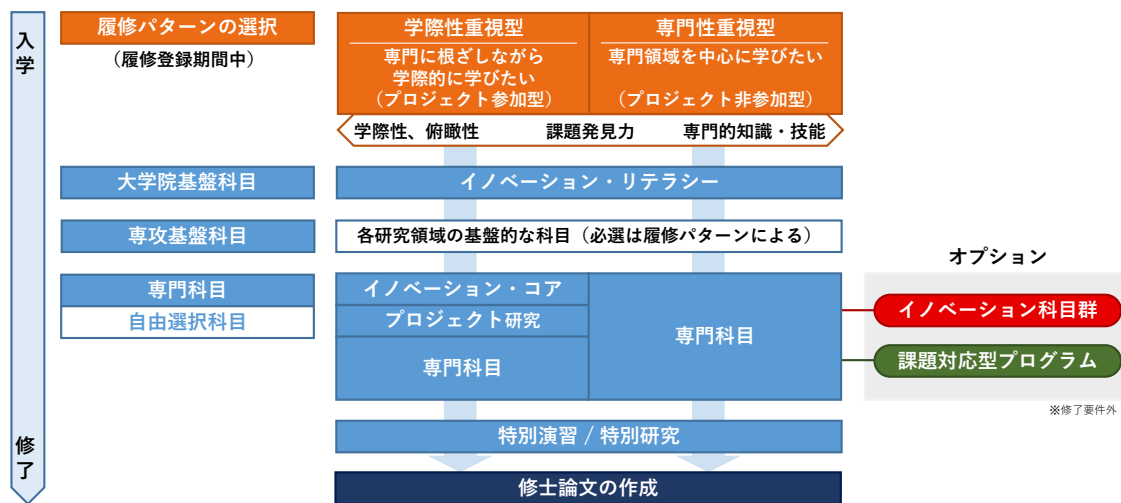 入学
履修パターンの選択
（履修登録期間中）
学際性重視型
専門に根ざしながら
学際的に学びたい
（プロジェクト参加型）
専門性重視型
専門領域を中心に学びたい
（プロジェクト非参加型）
学際性、俯瞰性
課題発見力
専門的知識・技能
大学院基盤科目
イノベーション・リテラシー
専攻基盤科目
各研究領域の基盤的な科目（必選は履修パターンによる）
専門科目
自由選択科目
イノベーション・コア
プロジェクト研究
専門科目
専門科目
オプション
イノベーション科目群
課題対応型プログラム
※修了要件外
特別演習 / 特別研究
修士論文の作成
修了